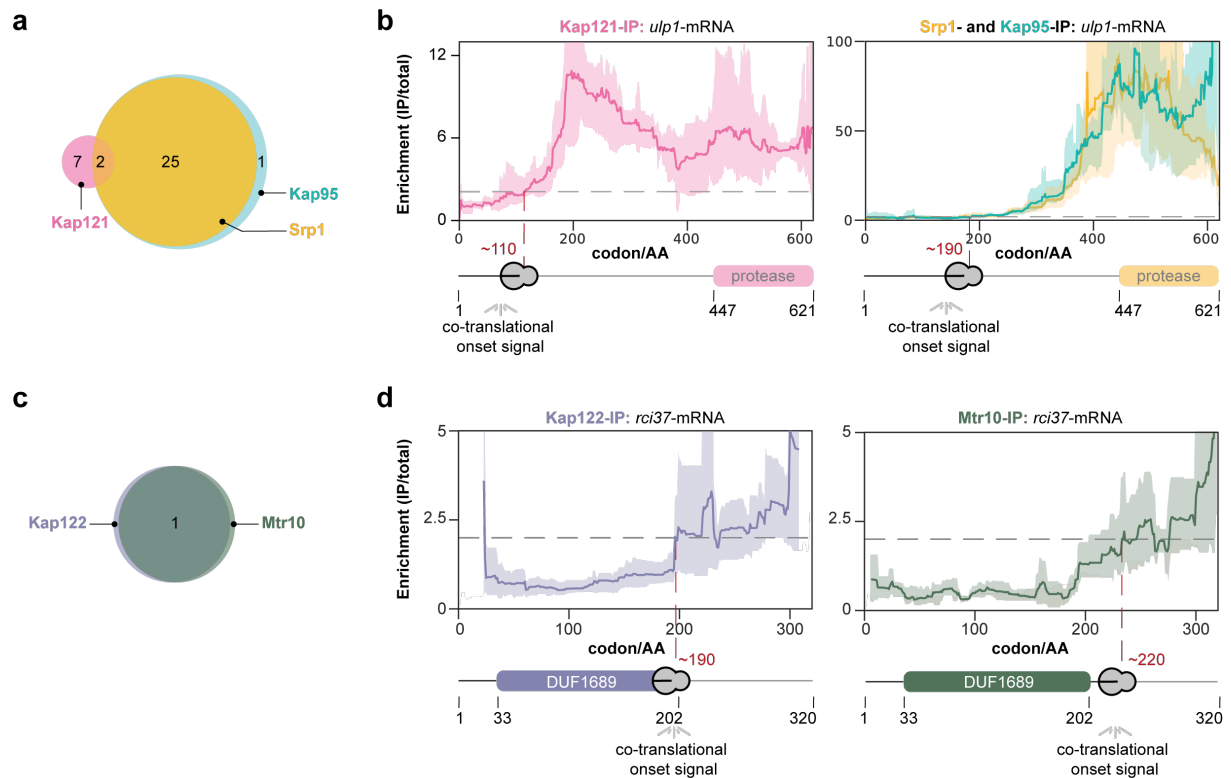 a
7
2
25
1
Kap121
Kap95
Srp1
b
Kap121-IP: ulp1-mRNA
Enrichment (IP/total)
12
6
0
0
200
400
600
codon/AA
~110
protease
1
447
621
co-translational
onset signal
Srp1- and Kap95-IP: ulp1-mRNA
100
50
0
0
200
400
600
codon/AA
~190
protease
1
447
621
co-translational
onset signal
c
Kap122
1
Mtr10
d
Kap122-IP: rci37-mRNA
Enrichment (IP/total)
5
2.5
0
0
100
200
300
codon/AA
~190
DUF1689
1
33
202
320
co-translational
onset signal
Mtr10-IP: rci37-mRNA
5
2.5
0
0
100
200
300
codon/AA
~220
DUF1689
1
33
202
320
co-translational
onset signal